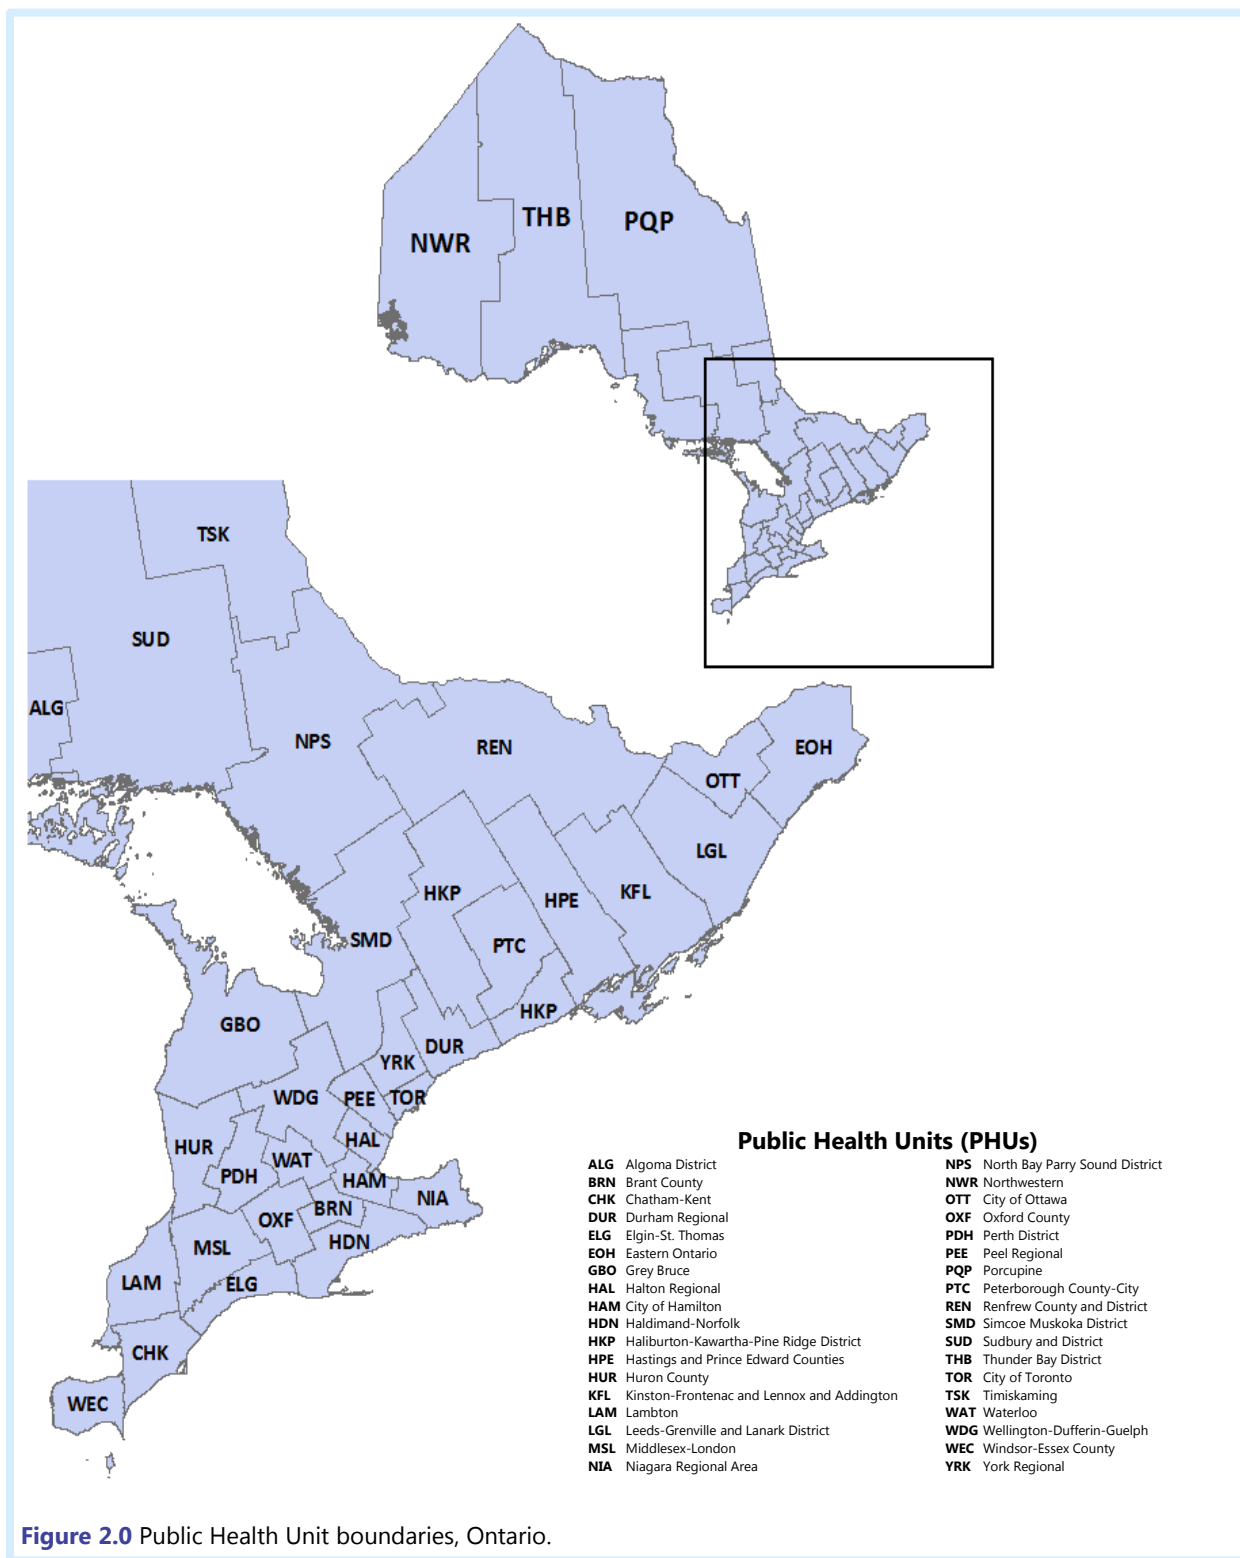 NWR
THB
PQP
TSK
SUD
ALG
NPS
REN
OTT
EOH
LGL
HKP
HPE
KFL
SMD
PTC
HKP
GBO
DUR
YRK
WDG
PEE
TOR
HUR
HAL
WAT
PDH
HAM
NIA
OXF
BRN
MSL
HDN
LAM
ELG
CHK
WEC
Public Health Units (PHUs)
ALG Algoma District
BRN Brant County
CHK Chatham-Kent
DUR Durham Regional
ELG Elgin-St. Thomas
EOH Eastern Ontario
GBO Grey Bruce
HAL Halton Regional
HAM City of Hamilton
HDN Haldimand-Norfolk
HKP Haliburton-Kawartha-Pine Ridge District
HPE Hastings and Prince Edward Counties
HUR Huron County
KFL Kinston-Frontenac and Lennox and Addington
LAM Lambton
LGL Leeds-Grenville and Lanark District
MSL Middlesex-London
NIA Niagara Regional Area
NPS North Bay Parry Sound District
NWR Northwestern
OTT City of Ottawa
OXF Oxford County
PDH Perth District
PEE Peel Regional
PQP Porcupine
PTC Peterborough County-City
REN Renfrew County and District
SMD Simcoe Muskoka District
SUD Sudbury and District
THB Thunder Bay District
TOR City of Toronto
TSK Timiskaming
WAT Waterloo
WDG Wellington-Dufferin-Guelph
WEC Windsor-Essex County
YRK York Regional
Figure 2.0 Public Health Unit boundaries, Ontario.